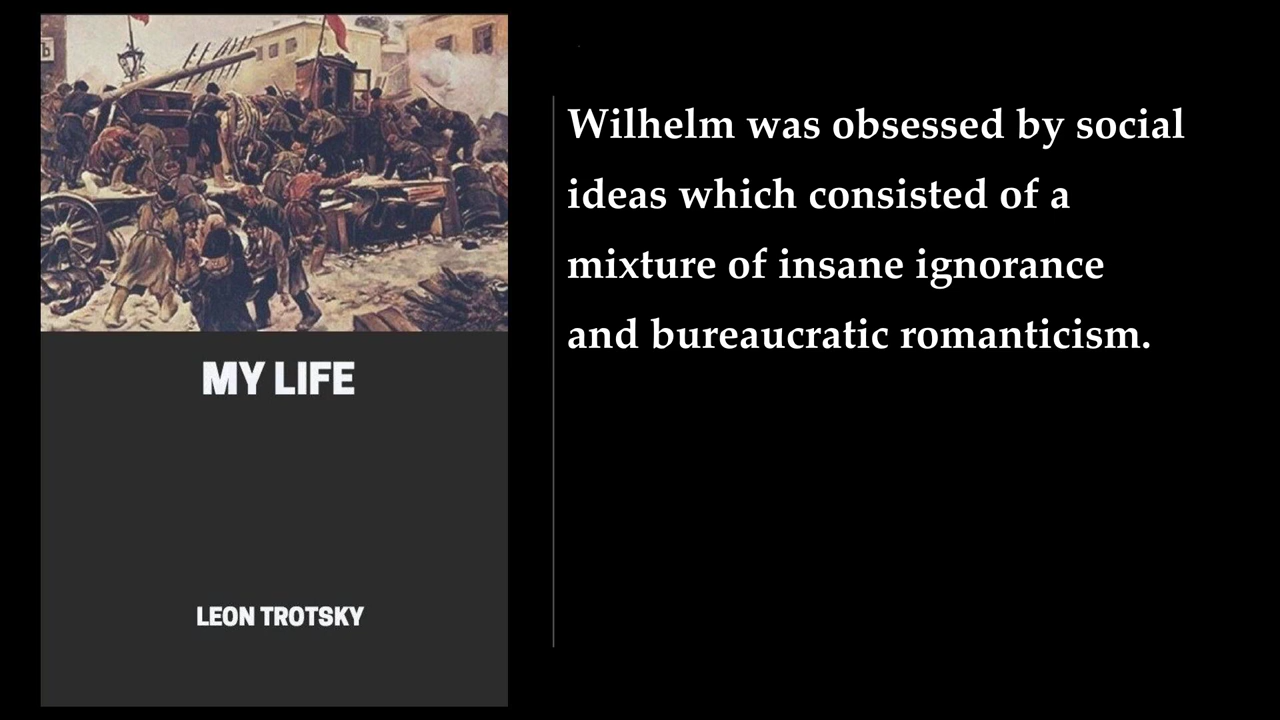 MY LIFE
LEON TROTSKY
Wilhelm was obsessed by social
ideas which consisted of a
mixture of insane ignorance
and bureaucratic romanticism.